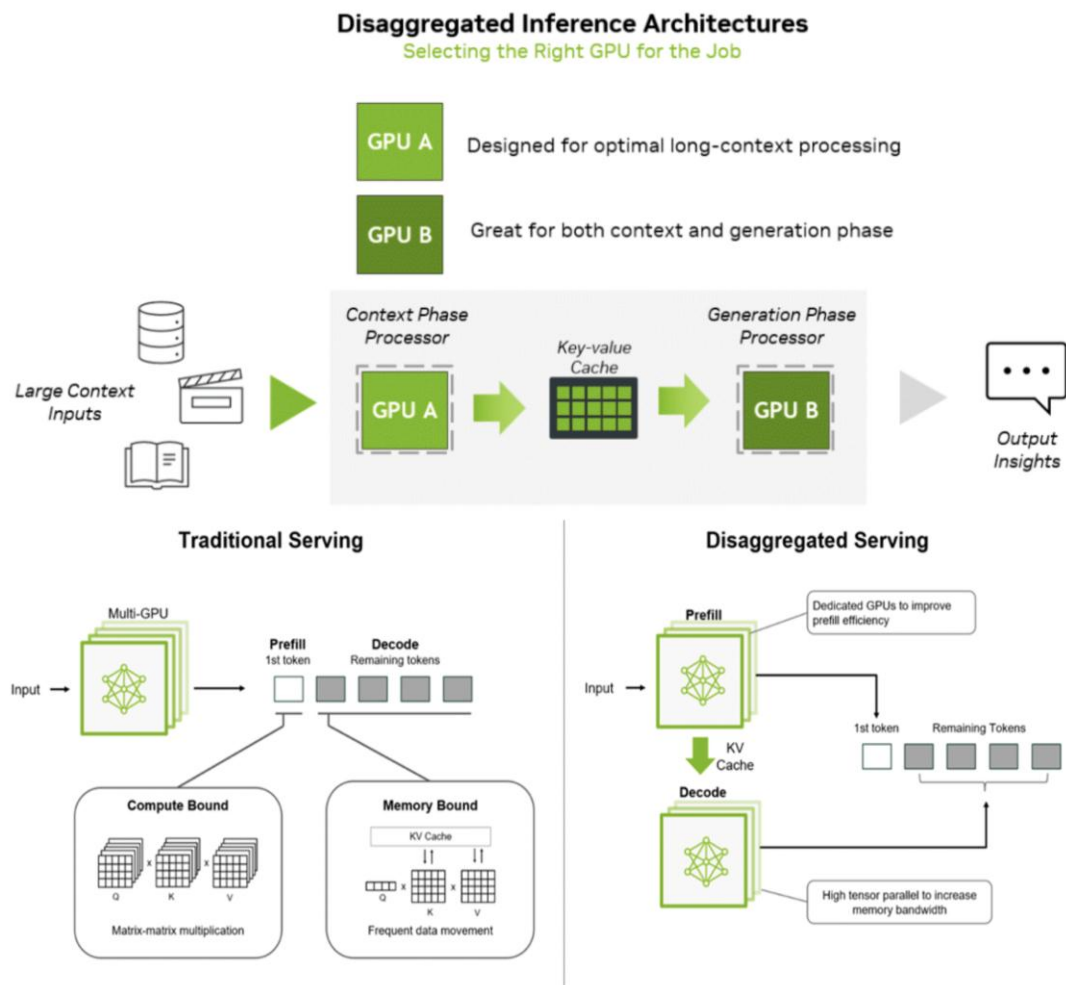 Disaggregated Inference Architectures
Selecting the Right GPU for the Job
GPU A
Designed for optimal long-context processing
GPU B
Great for both context and generation phase
Large Context
Inputs
Context Phase
Processor
GPU A
Key-value
Cache
Generation Phase
Processor
GPU B
Output
Insights
Traditional Serving
Multi-GPU
Input
Prefill
1st token
Decode
Remaining tokens
Compute Bound
Q
x
K
x
V
Matrix-matrix multiplication
Memory Bound
KV Cache
Q
x
K
x
V
Frequent data movement
Disaggregated Serving
Prefill
Dedicated GPUs to improve
prefill efficiency
Input
KV
Cache
1st token
Remaining Tokens
Decode
High tensor parallel to increase
memory bandwidth